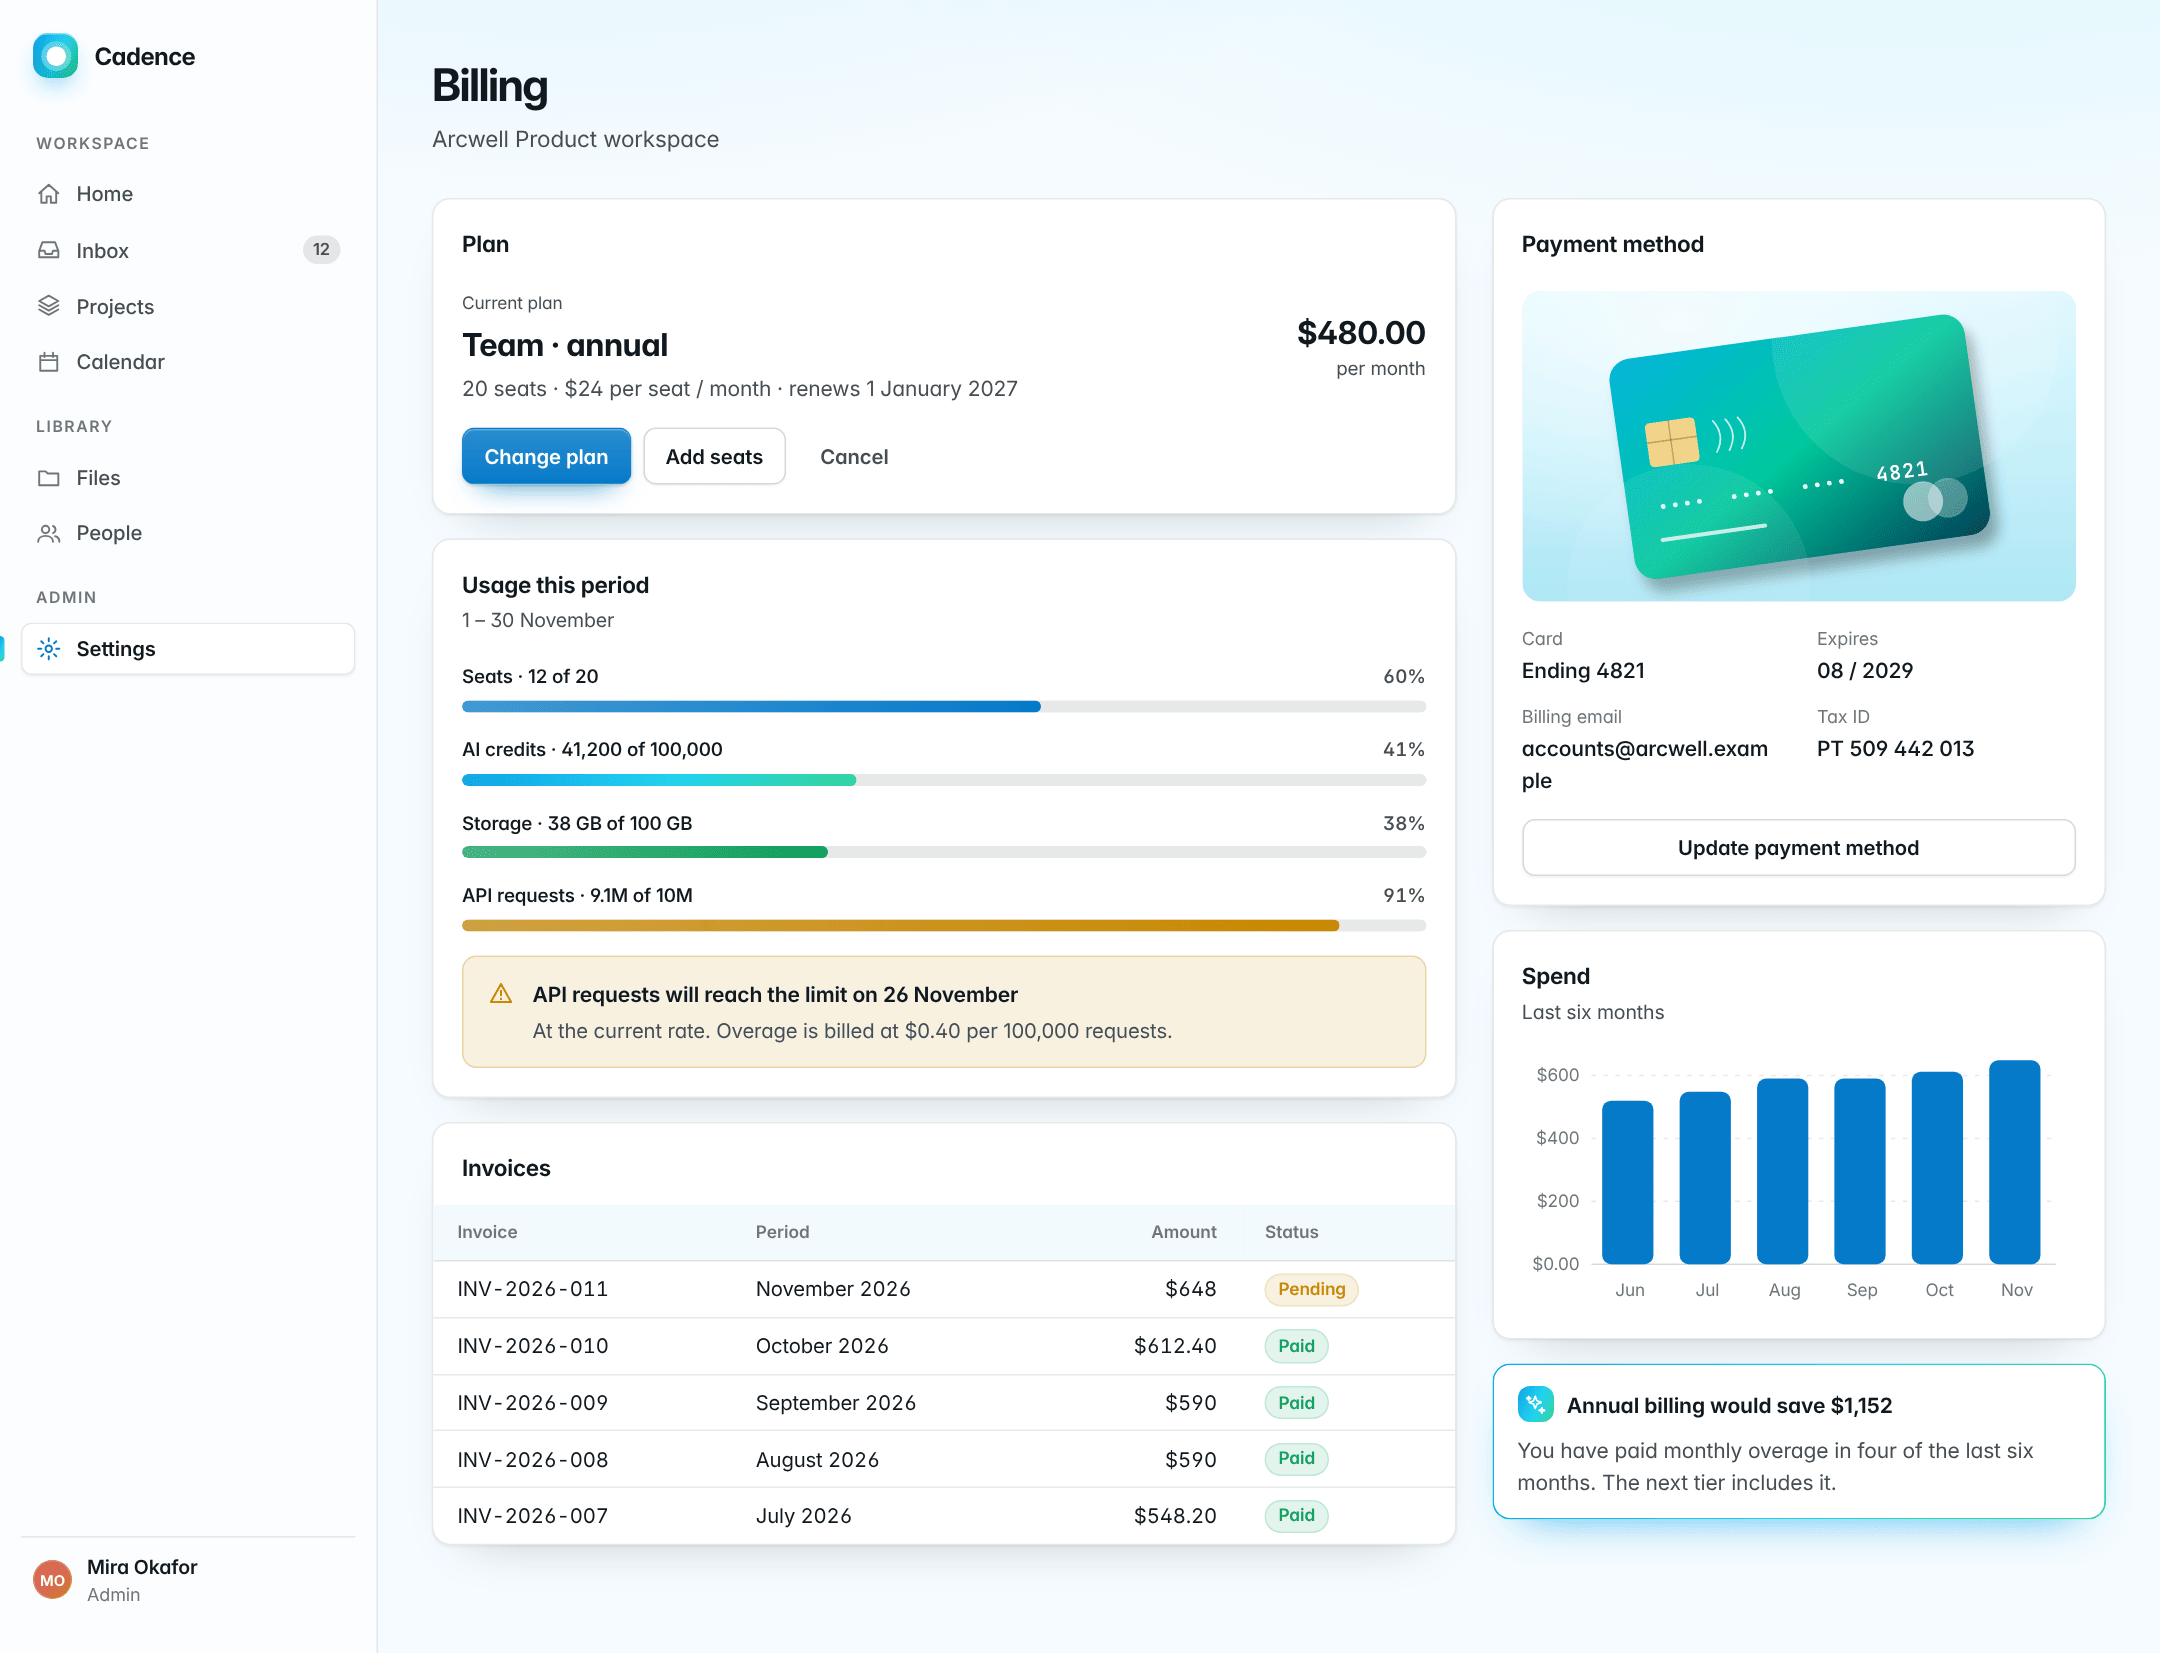 Cadence
WORKSPACE
Home
Inbox 12
Projects
Calendar
LIBRARY
Files
People
ADMIN
Settings
MO
Mira Okafor
Admin
Billing
Arcwell Product workspace
Plan
Current plan
Team · annual
20 seats · $24 per seat / month · renews 1 January 2027
$480.00
per month
Change plan
Add seats
Cancel
Usage this period
1 – 30 November
Seats · 12 of 20 60%
AI credits · 41,200 of 100,000 41%
Storage · 38 GB of 100 GB 38%
API requests · 9.1M of 10M 91%
API requests will reach the limit on 26 November
At the current rate. Overage is billed at $0.40 per 100,000 requests.
Invoices
Invoice Period Amount Status
INV-2026-011 November 2026 $648 Pending
INV-2026-010 October 2026 $612.40 Paid
INV-2026-009 September 2026 $590 Paid
INV-2026-008 August 2026 $590 Paid
INV-2026-007 July 2026 $548.20 Paid
Payment method
•••• •••• •••• 4821
Card
Ending 4821
Expires
08 / 2029
Billing email
accounts@arcwell.exam
ple
Tax ID
PT 509 442 013
Update payment method
Spend
Last six months
$600
$400
$200
$0.00
Jun Jul Aug Sep Oct Nov
Annual billing would save $1,152
You have paid monthly overage in four of the last six
months. The next tier includes it.